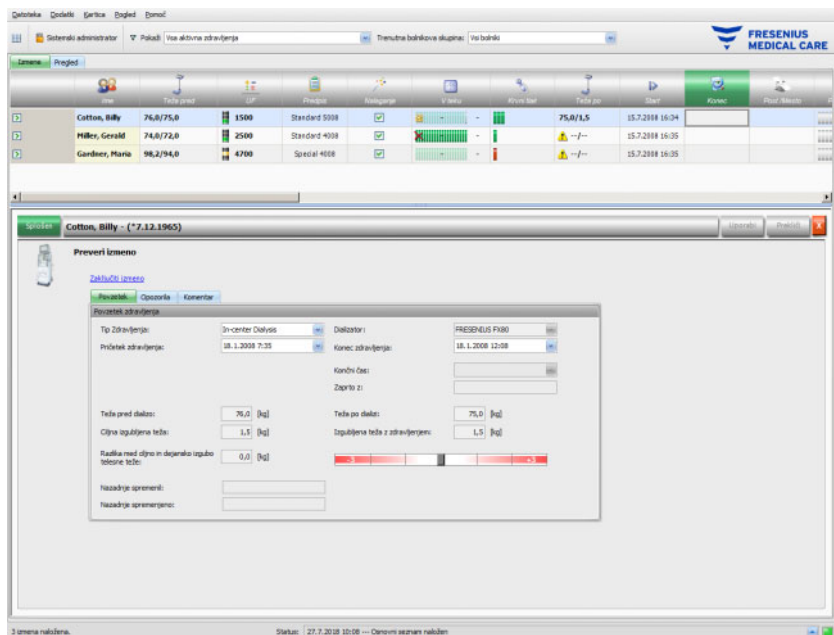 Datoteka Dodatki Kartica Pogled Pomoč
Sistemski administrator Pokaži Vsa aktivna zdravljenja Trenutna bolnikova skupina: Vsi bolniki
FRESENIUS
MEDICAL CARE
Izmena Pregled
Ime Teža pred UF Predpis Nalaganje V teku Krvni tlak Teža po Start Konec
Cotton, Billy 76,0/75,0 1500 Standard 5008 - - 75,0/1,5 15.7.2008 16:34
Miller, Gerald 74,0/72,0 2500 Standard 4008 - - --/-- 15.7.2008 16:35
Gardner, Maria 98,2/94,0 4700 Special 4008 - - --/-- 15.7.2008 16:35
Splošen Cotton, Billy - (*7.12.1965) Uporabi Prekliči X
Preveri izmeno
Zaključiti izmeno
Povzetek Opozorila Komentar
Povzetek zdravljenja
Tip Zdravljenja: In-center Dialysis Dializator: FRESENIUS FX80
Pričetek zdravljenja: 18.1.2008 7:35 Konec zdravljenja: 18.1.2008 12:08
Končni čas:
Zaprto z:
Teža pred dializo: 76,0 [kg] Teža po dializi: 75,0 [kg]
Ciljna izgubljena teža: 1,5 [kg] Izgubljena teža z zdravljenjem: 1,5 [kg]
Razlika med ciljno in dejansko izgubo
telesne teže: 0,0 [kg] -3 +3
Nazadnje spremenil:
Nazadnje spremenjeno:
3 izmena naložena. Status: 27.7.2018 10:08 --- Osnovni seznam naložen